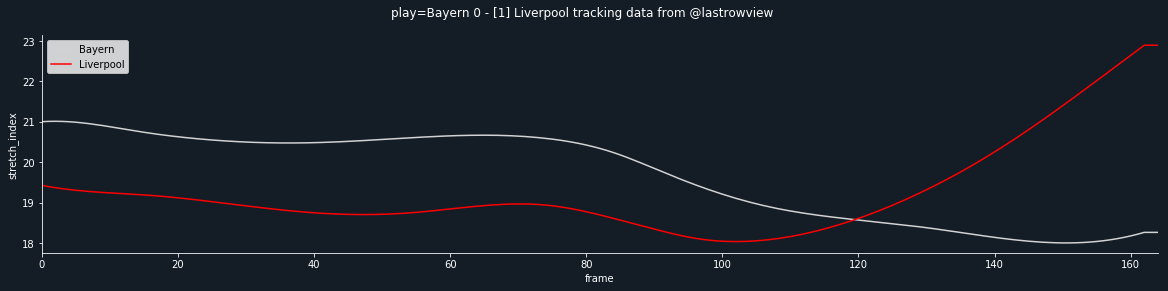 play=Bayern 0 - [1] Liverpool tracking data from @lastrowview
Bayern
Liverpool
stretch_index
23
22
21
20
19
18
0 20 40 60 80 100 120 140 160
frame